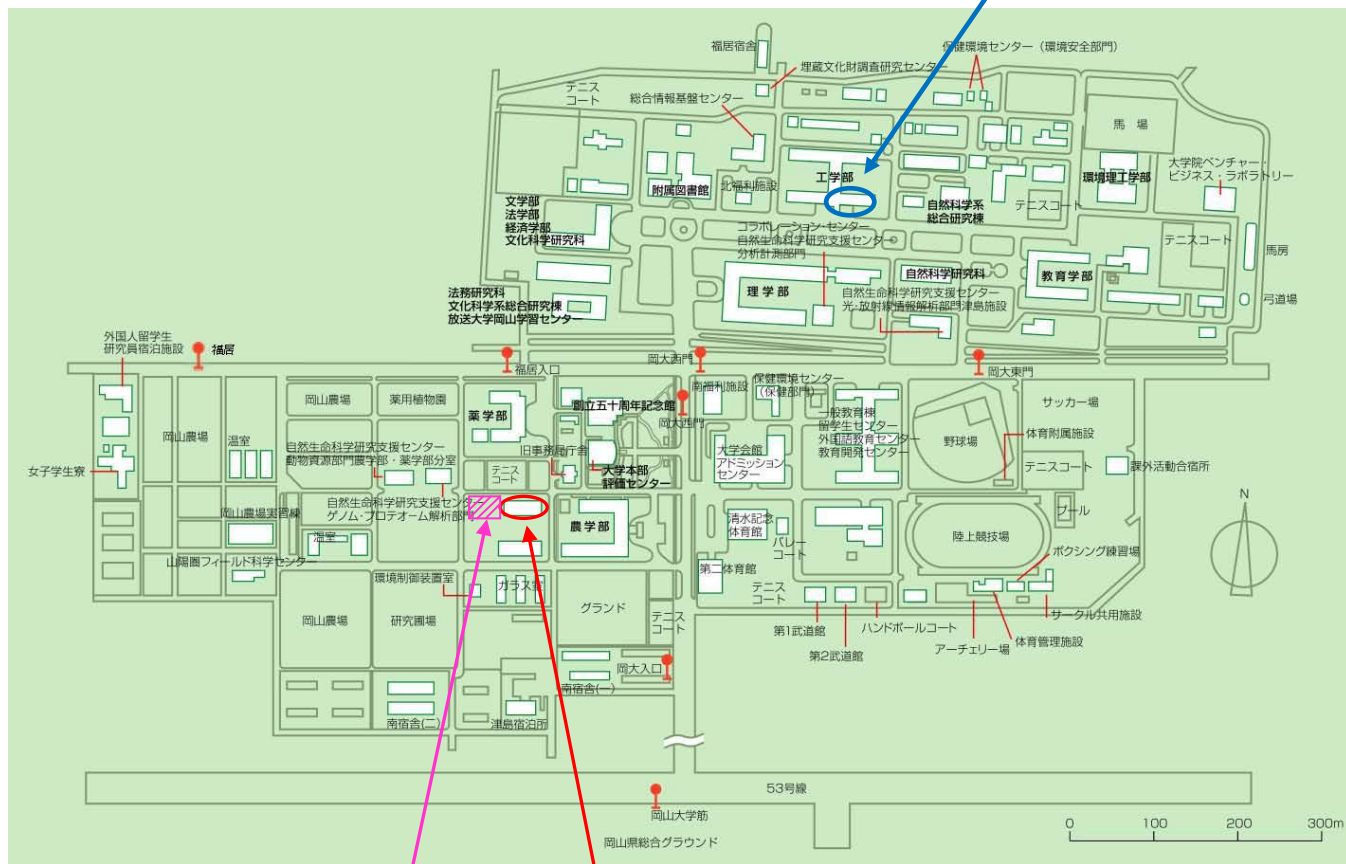 福居宿舎
保健環境センター（環境安全部門）
埋蔵文化財調査研究センター
テニス
コート
総合情報基盤センター
馬 場
大学院ベンチャー・
ビジネス・ラボラトリー
工学部
環境理工学部
附属図書館
北福利施設
文学部
法学部
経済学部
文化科学研究科
自然科学系
総合研究棟
テニスコート
コラボレーション・センター
自然生命科学研究支援センター
分析計測部門
テニスコート
馬房
自然科学研究科
教育学部
理学部
自然生命科学研究支援センター
光・放射線情報解析部門津島施設
法務研究科
文化科学系総合研究棟
放送大学岡山学習センター
弓道場
外国人留学生
研究員宿泊施設
福居
福居入口
岡大西門
岡大東門
南福利施設
保健環境センター
（保健部門）
岡山農場
薬用植物園
薬学部
創立五十周年記念館
岡大西門
サッカー場
一般教育棟
留学生センター
外国語教育センター
教育開発センター
岡山農場
温室
自然生命科学研究支援センター
動物資源部門農学部・薬学部分室
旧事務局庁舎
野球場
体育附属施設
大学会館
アドミッション
センター
テニス
コート
大学本部
評価センター
テニスコート
課外活動合宿所
女子学生寮
自然生命科学研究支援センター
ゲノム・プロテオーム解析部門
岡山農場実習棟
農学部
清水記念
体育館
プール
バレー
コート
陸上競技場
温室
山陽圏フィールド科学センター
ボクシング練習場
第二体育館
環境制御装置室
ガラス室
テニス
コート
グランド
テニス
コート
岡山農場
研究圃場
サークル共用施設
第1武道館
ハンドボールコート
体育管理施設
アーチェリー場
第2武道館
岡大入口
南宿舎(一)
南宿舎(二)
津島宿泊所
N
53号線
岡山大学筋
岡山県総合グラウンド
0 100 200 300m